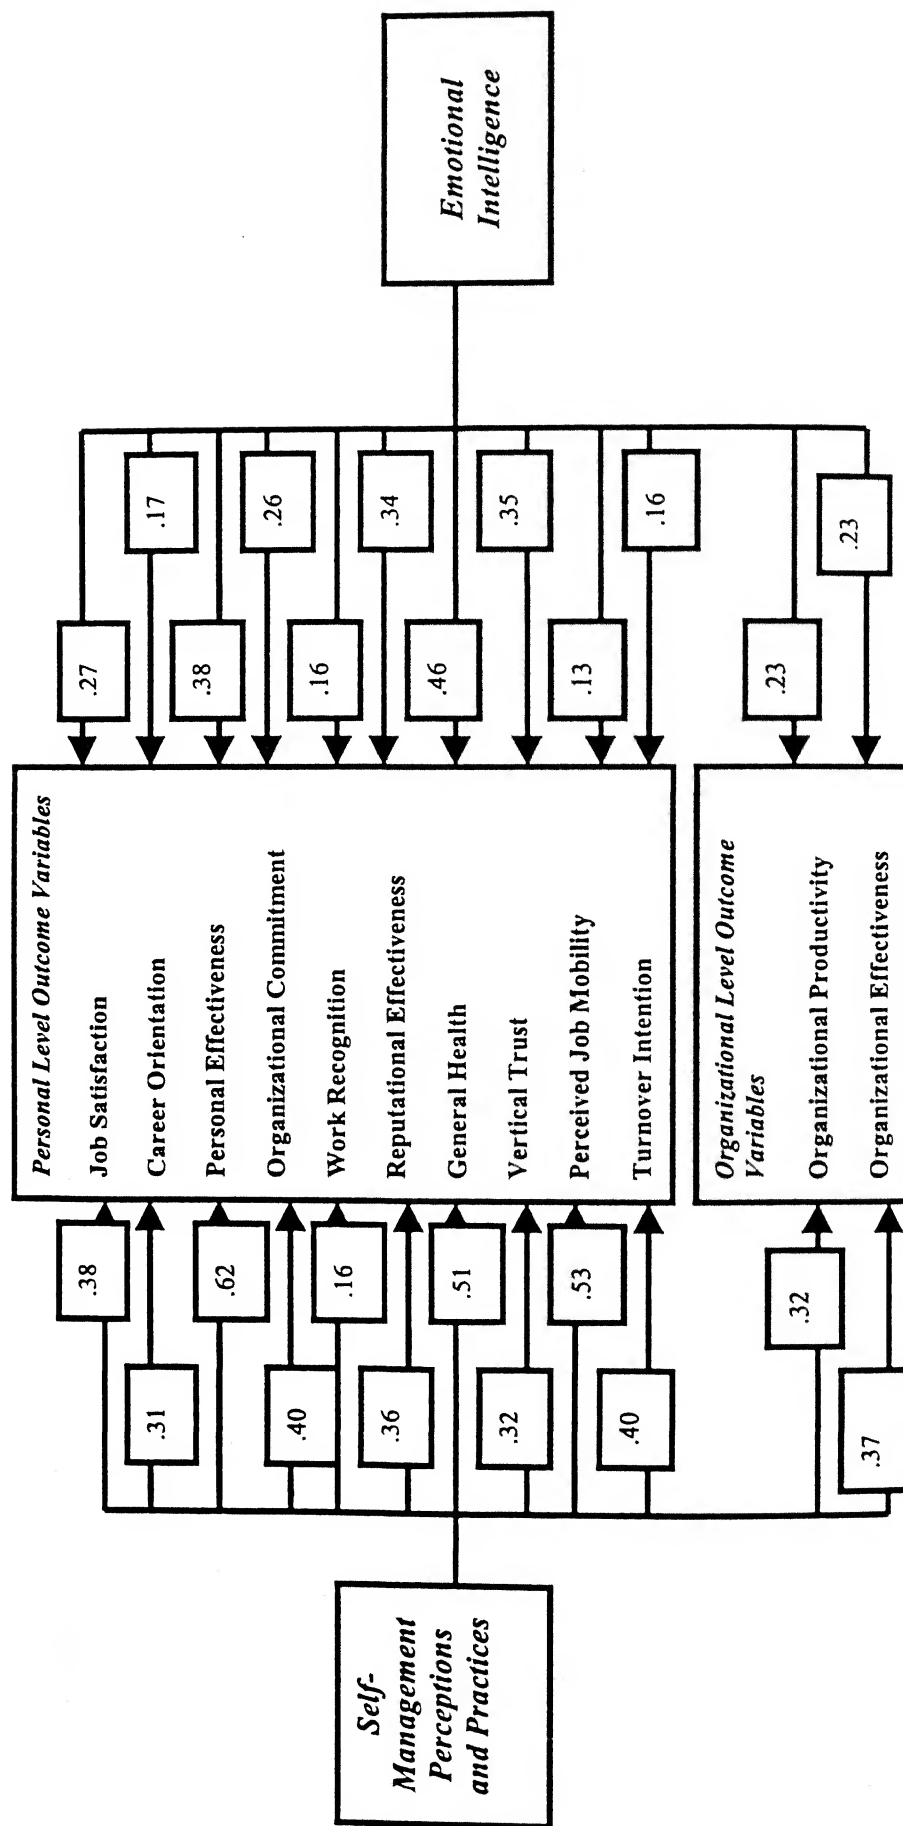 Self-
Management
Perceptions
and Practices
.38
.31
.62
.40
.16
.36
.51
.32
.53
.40
.32
.37
Personal Level Outcome Variables
Job Satisfaction
Career Orientation
Personal Effectiveness
Organizational Commitment
Work Recognition
Reputational Effectiveness
General Health
Vertical Trust
Perceived Job Mobility
Turnover Intention
Organizational Level Outcome
Variables
Organizational Productivity
Organizational Effectiveness
.27
.17
.38
.26
.16
.34
.46
.35
.13
.16
.23
.23
Emotional
Intelligence